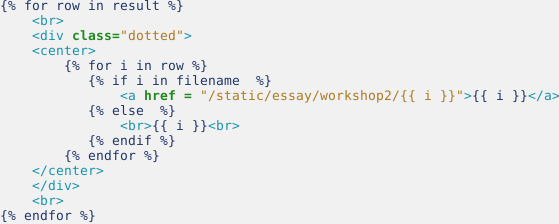 {% for row in result %}
<br>
<div class="dotted">
<center>
{% for i in row %}
{% if i in filename  %}
<a href = "/static/essay/workshop2/{{ i }}">{{ i }}</a>
{% else  %}
<br>{{ i }}<br>
{% endif %}
{% endfor %}
</center>
</div>
<br>
{% endfor %}